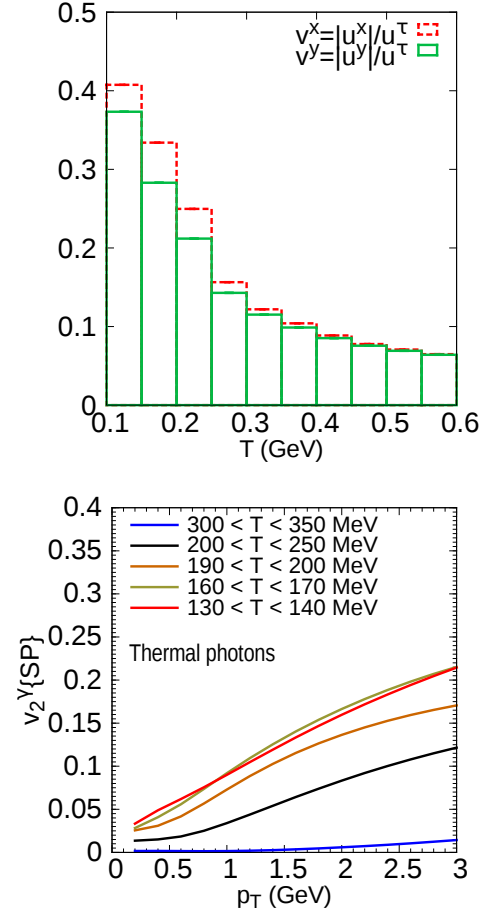 0.5
0.4
0.3
0.2
0.1
0
v^x=|u^x|/u^τ
v^y=|u^y|/u^τ
0.1 0.2 0.3 0.4 0.5 0.6
T (GeV)
0.4
0.35
0.3
0.25
0.2
0.15
0.1
0.05
0
300 < T < 350 MeV
200 < T < 250 MeV
190 < T < 200 MeV
160 < T < 170 MeV
130 < T < 140 MeV
Thermal photons
v_2^γ{SP}
0 0.5 1 1.5 2 2.5 3
p_T (GeV)